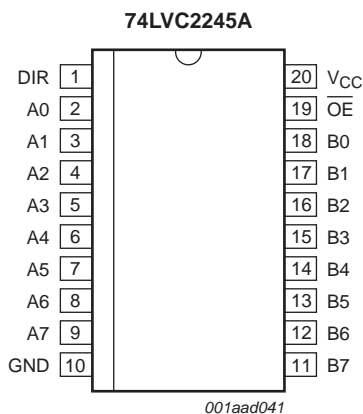 74LVC2245A
DIR 1 20 VCC
A0 2 19 OE
A1 3 18 B0
A2 4 17 B1
A3 5 16 B2
A4 6 15 B3
A5 7 14 B4
A6 8 13 B5
A7 9 12 B6
GND 10 11 B7
001aad041